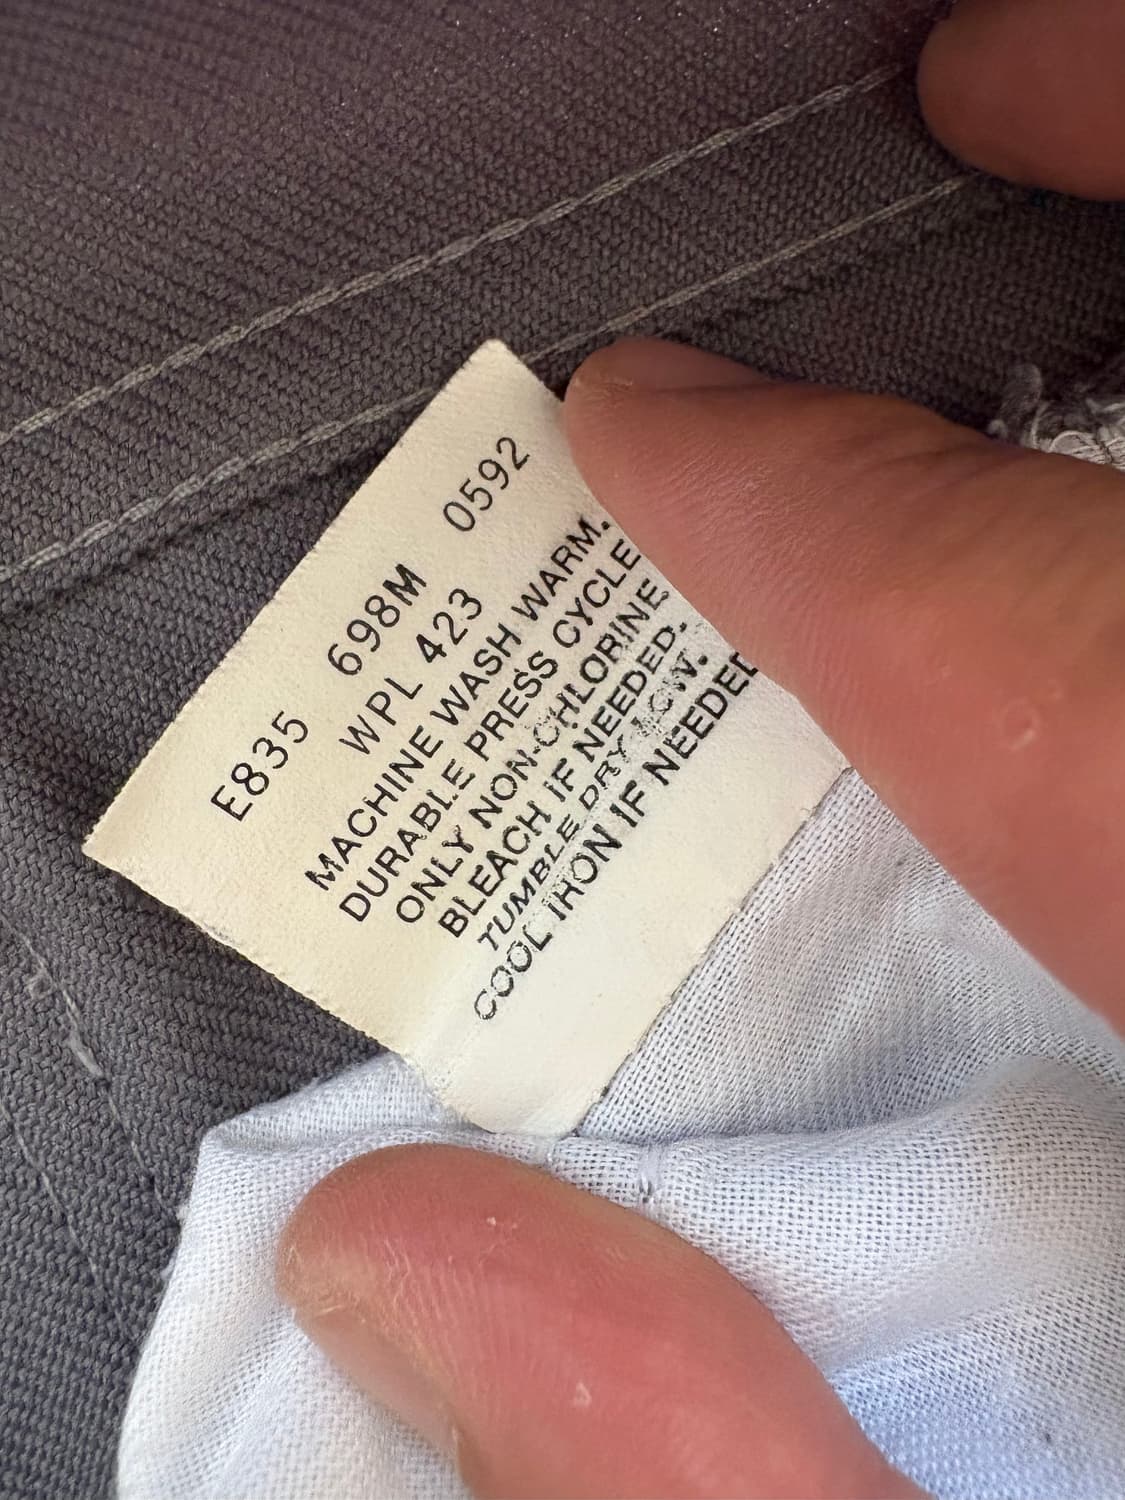 E835 698M 0592
WPL 423
MACHINE WASH WARM.
DURABLE PRESS CYCLE
ONLY NON-CHLORINE
BLEACH IF NEEDED.
TUMBLE DRY LOW.
COOL IRON IF NEEDED